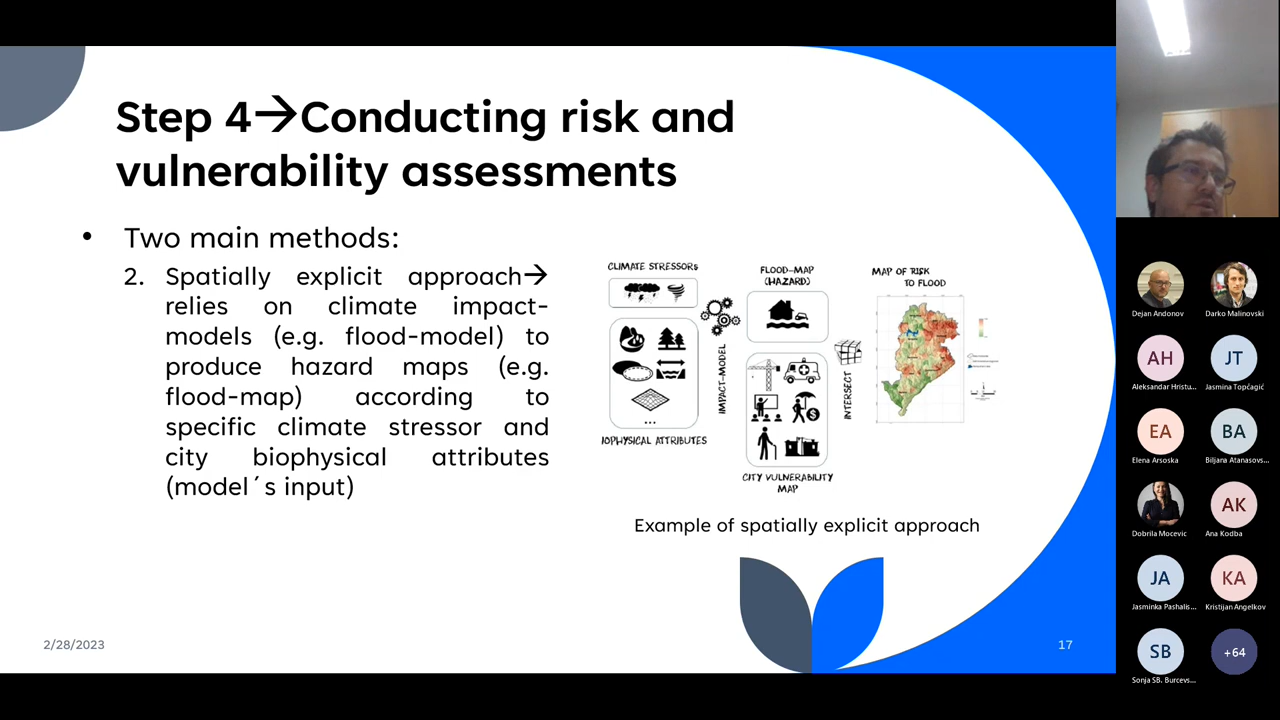 Step 4→Conducting risk and
vulnerability assessments
• Two main methods:
2. Spatially explicit approach→
relies on climate impact-
models (e.g. flood-model) to
produce hazard maps (e.g.
flood-map) according to
specific climate stressor and
city biophysical attributes
(model´s input)
CLIMATE STRESSORS
...
IOPHYSICAL ATTRIBUTES
IMPACT-MODEL
FLOOD-MAP
(HAZARD)
CITY VULNERABILITY
MAP
INTERSECT
MAP OF RISK
TO FLOOD
Example of spatially explicit approach
2/28/2023
17
Dejan Andonov
Darko Malinovski
AH
Aleksandar Hristu...
JT
Jasmina Topčagić
EA
Elena Arsoska
BA
Biljana Atanasovs...
Dobrila Mocevic
AK
Ana Kodba
JA
Jasminka Pashalis...
KA
Kristijan Angelkov
SB
Sonja SB. Burcevs...
+64